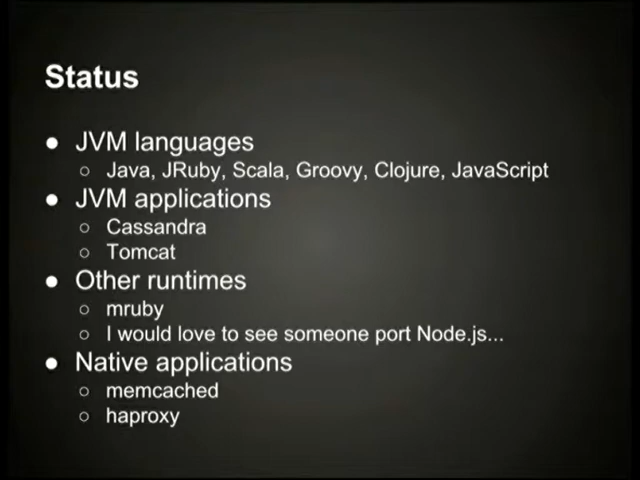 Status
● JVM languages
○ Java, JRuby, Scala, Groovy, Clojure, JavaScript
● JVM applications
○ Cassandra
○ Tomcat
● Other runtimes
○ mruby
○ I would love to see someone port Node.js...
● Native applications
○ memcached
○ haproxy